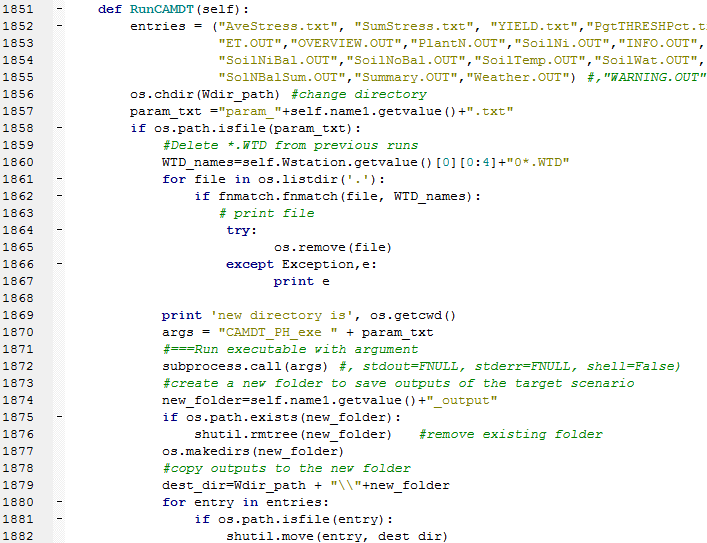 1851 - def RunCAMDT(self):
1852 - entries = ("AveStress.txt", "SumStress.txt", "YIELD.txt","PgtTHRESHPct.t
1853 "ET.OUT","OVERVIEW.OUT","PlantN.OUT","SoilNi.OUT","INFO.OUT",
1854 "SoilNiBal.OUT","SoilNoBal.OUT","SoilTemp.OUT","SoilWat.OUT",
1855 "SolNBalSum.OUT","Summary.OUT","Weather.OUT") #,"WARNING.OUT"
1856 os.chdir(Wdir_path) #change directory
1857 param_txt ="param_"+self.name1.getvalue()+".txt"
1858 - if os.path.isfile(param_txt):
1859 #Delete *.WTD from previous runs
1860 WTD_names=self.Wstation.getvalue()[0][0:4]+"0*.WTD"
1861 - for file in os.listdir('.'):
1862 - if fnmatch.fnmatch(file, WTD_names):
1863 # print file
1864 - try:
1865 os.remove(file)
1866 - except Exception,e:
1867 print e
1868
1869 print 'new directory is', os.getcwd()
1870 args = "CAMDT_PH_exe " + param_txt
1871 #===Run executable with argument
1872 subprocess.call(args) #, stdout=FNULL, stderr=FNULL, shell=False)
1873 #create a new folder to save outputs of the target scenario
1874 new_folder=self.name1.getvalue()+"_output"
1875 - if os.path.exists(new_folder):
1876 shutil.rmtree(new_folder) #remove existing folder
1877 os.makedirs(new_folder)
1878 #copy outputs to the new folder
1879 dest_dir=Wdir_path + "\\"+new_folder
1880 - for entry in entries:
1881 - if os.path.isfile(entry):
1882 shutil.move(entry, dest_dir)